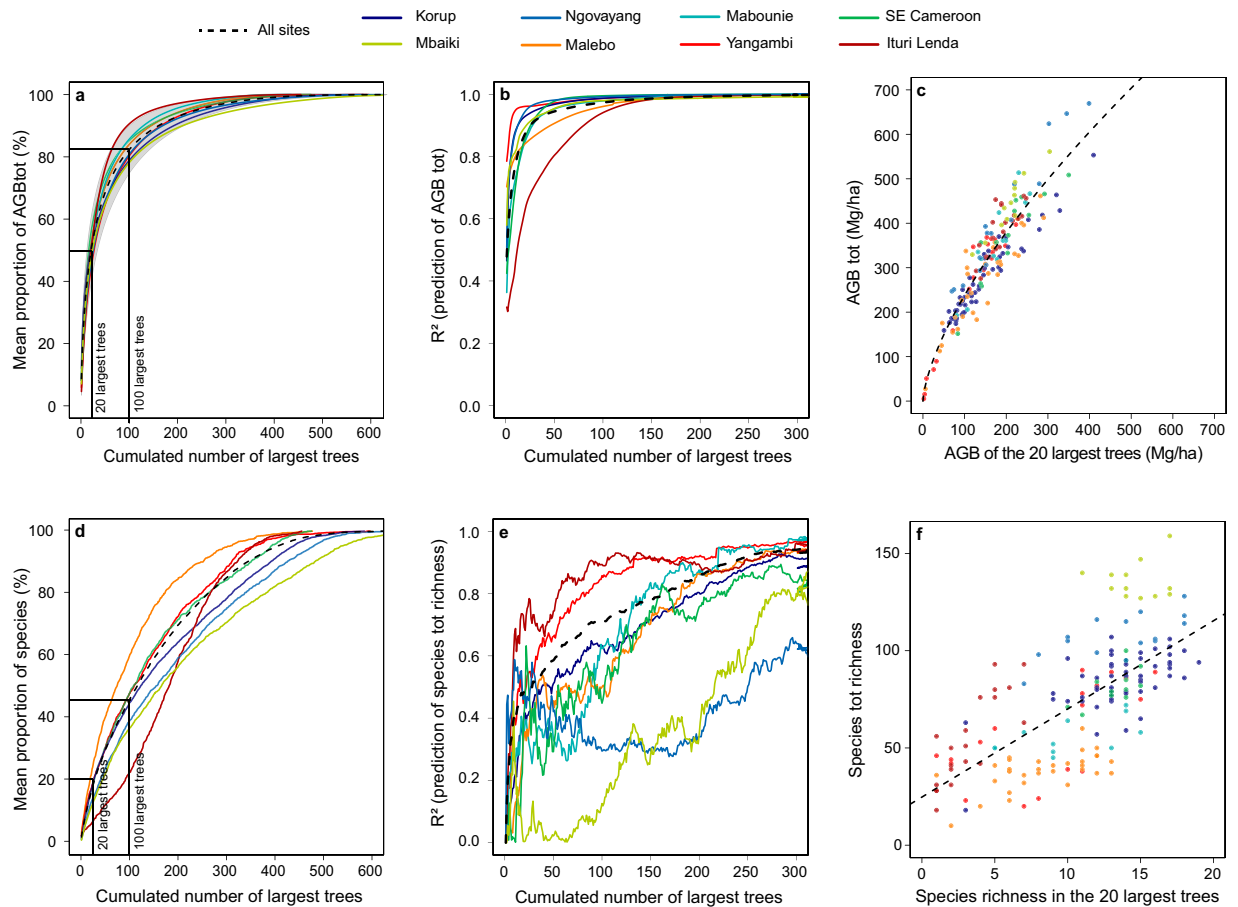 All sites
Korup
Ngovayang
Mabounie
SE Cameroon
Mbaiki
Malebo
Yangambi
Ituri Lenda
a
Mean proportion of AGBtot (%)
100
80
60
40
20
0
20 largest trees
100 largest trees
0 100 200 300 400 500 600
Cumulated number of largest trees
b
R² (prediction of AGB tot)
1.0
0.8
0.6
0.4
0.2
0.0
0 50 100 150 200 250 300
Cumulated number of largest trees
c
AGB tot (Mg/ha)
700
600
500
400
300
200
100
0
0 100 200 300 400 500 600 700
AGB of the 20 largest trees (Mg/ha)
d
Mean proportion of species (%)
100
80
60
40
20
0
20 largest trees
100 largest trees
0 100 200 300 400 500 600
Cumulated number of largest trees
e
R² (prediction of species tot richness)
1.0
0.8
0.6
0.4
0.2
0.0
0 50 100 150 200 250 300
Cumulated number of largest trees
f
Species tot richness
150
100
50
0
0 5 10 15 20
Species richness in the 20 largest trees